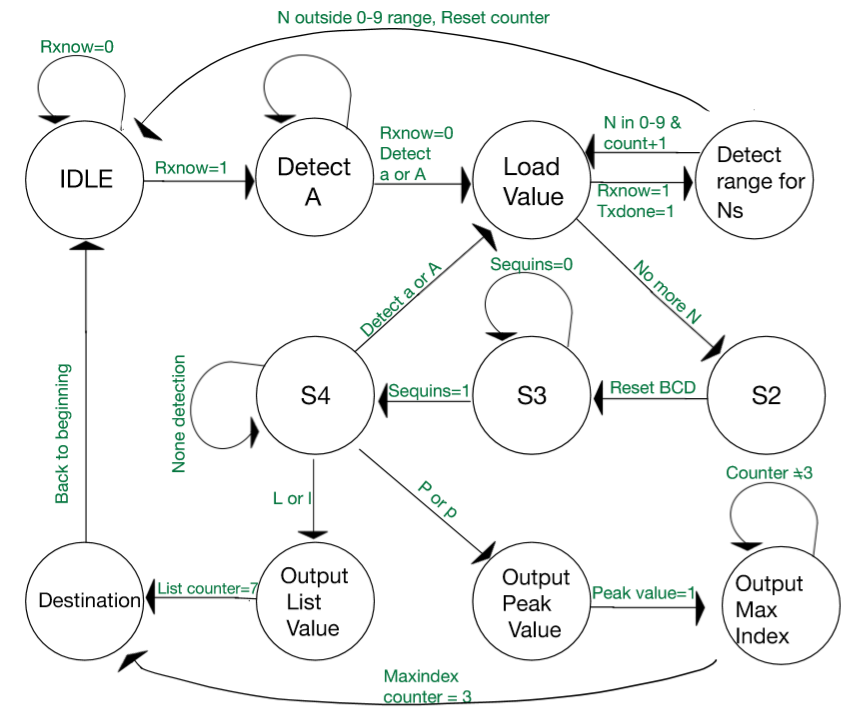 N outside 0-9 range, Reset counter
Rxnow=0
IDLE
Rxnow=1
Detect
A
Rxnow=0
Detect
a or A
Load
Value
N in 0-9 &
count+1
Rxnow=1
Txdone=1
Detect
range for
Ns
Detect a or A
Sequins=0
No more N
None detection
S4
Sequins=1
S3
Reset BCD
S2
Back to beginning
L or l
P or p
Counter ≠3
Destination
List counter=7
Output
List
Value
Output
Peak
Value
Peak value=1
Output
Max
Index
Maxindex
counter = 3